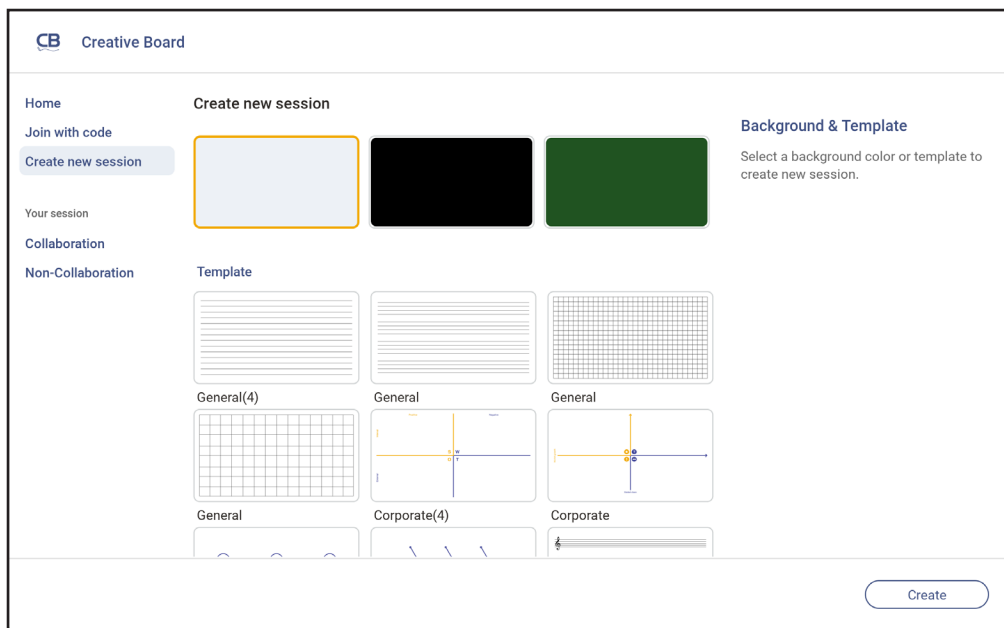 CB
Creative Board
Home
Join with code
Create new session
Your session
Collaboration
Non-Collaboration
Create new session
Background & Template
Select a background color or template to
create new session.
Template
General(4)
General
General
S W
O T
General
Corporate(4)
Corporate
Create